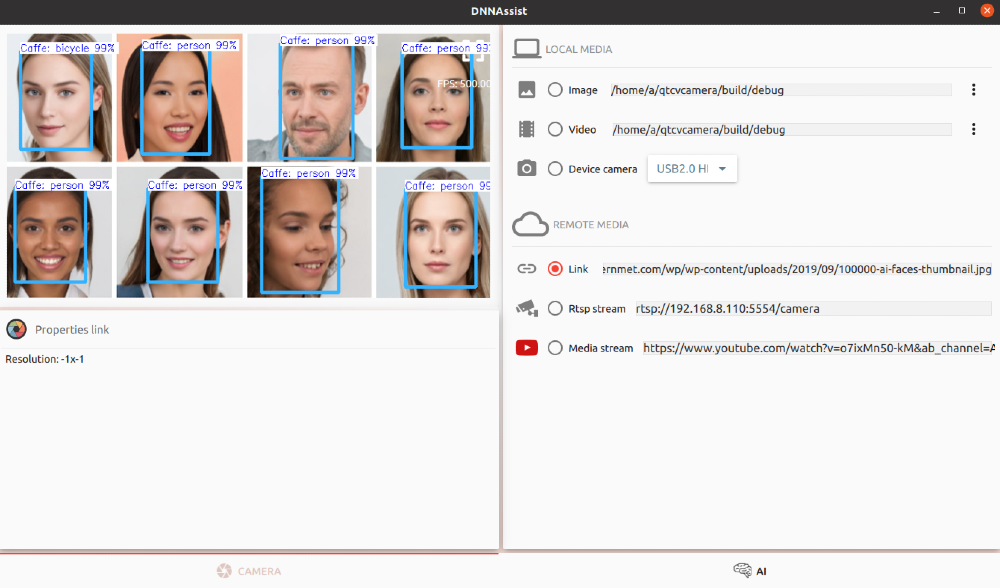 DNNAssist
Caffe: bicycle 99%
Caffe: person 99%
Caffe: person 99%
Caffe: person 99
FPS: 500.00
Caffe: person 99%
Caffe: person 99%
Caffe: person 99%
Caffe: person 99
Properties link
Resolution: -1x-1
LOCAL MEDIA
Image /home/a/qtcvcamera/build/debug
Video /home/a/qtcvcamera/build/debug
Device camera USB2.0 H
REMOTE MEDIA
Link ernmet.com/wp/wp-content/uploads/2019/09/100000-ai-faces-thumbnail.jpg
Rtsp stream rtsp://192.168.8.110:5554/camera
Media stream https://www.youtube.com/watch?v=o7ixMn50-kM&ab_channel=A
CAMERA
AI